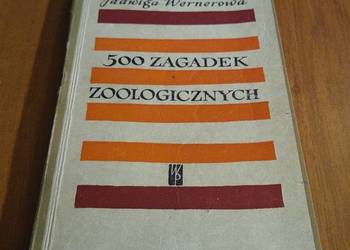 Jadwiga Wernerowa
500 ZAGADEK
ZOOLOGICZNYCH